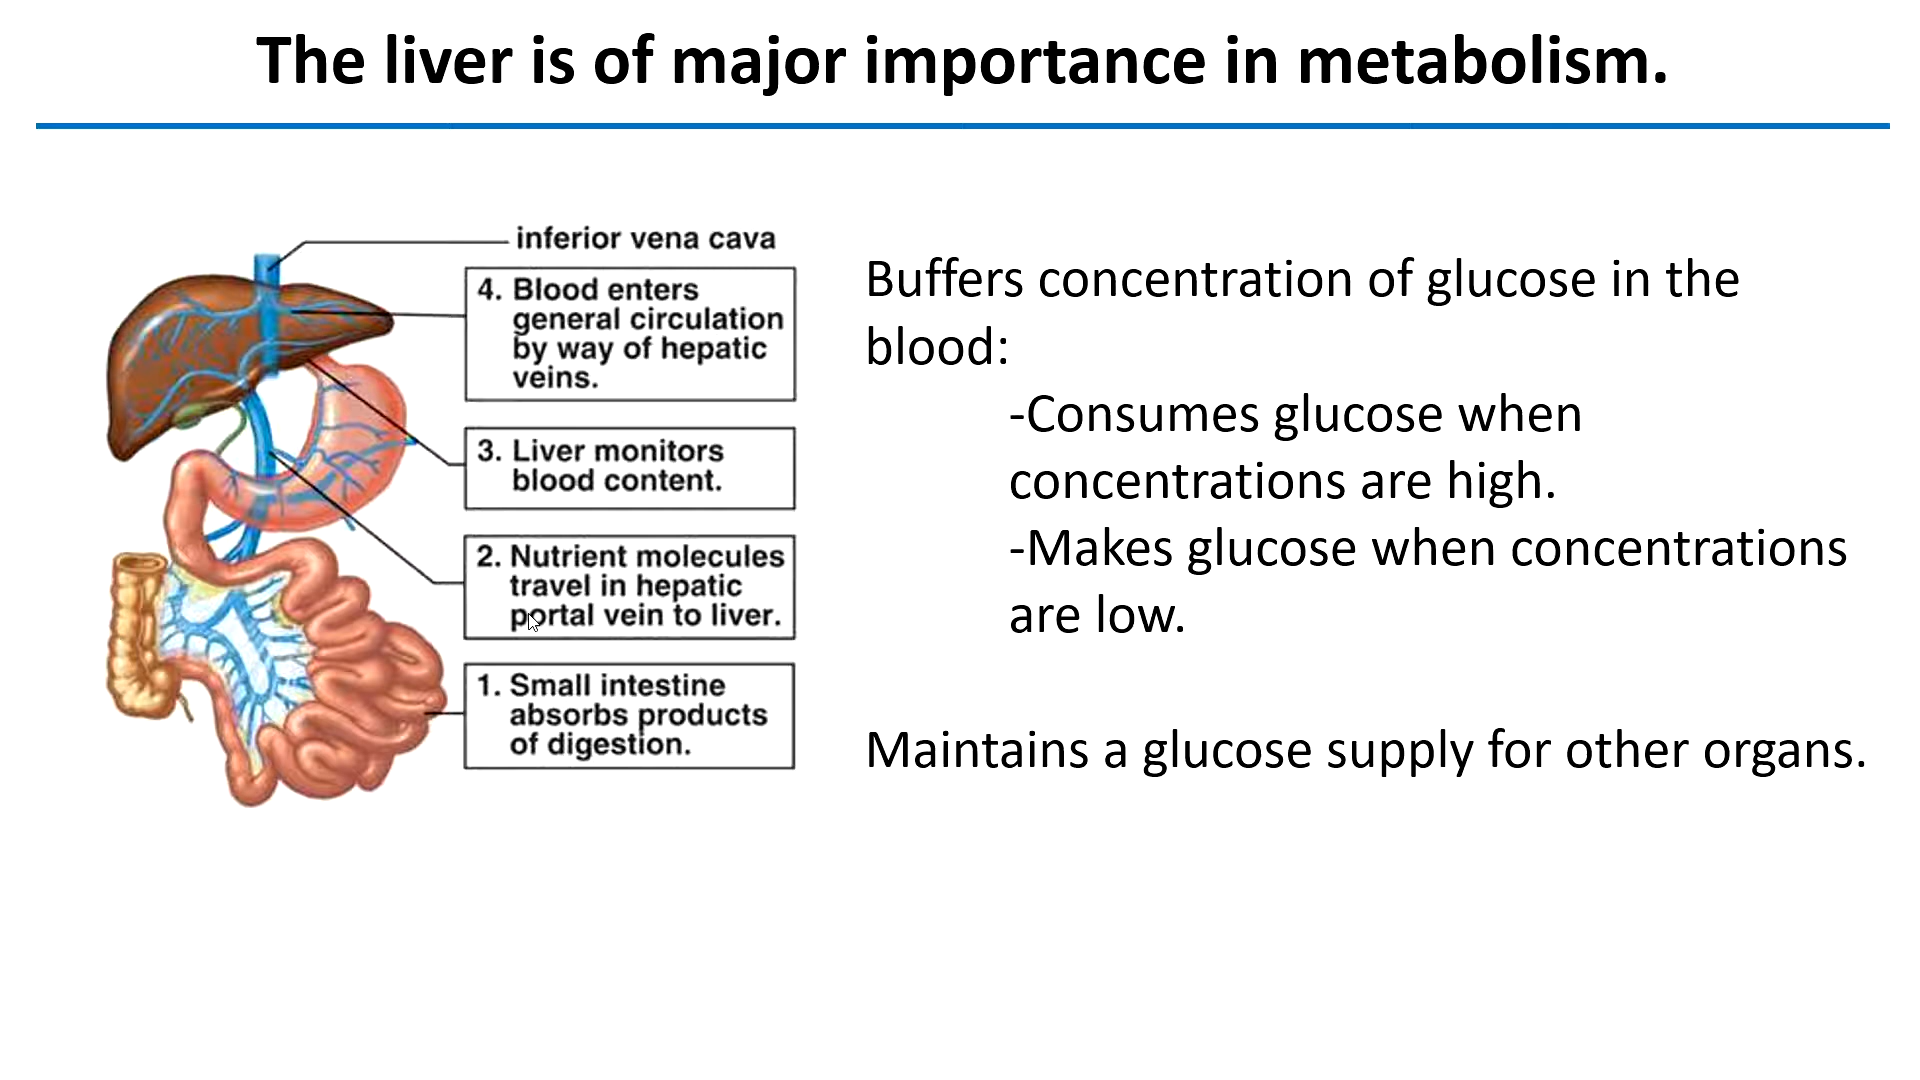 The liver is of major importance in metabolism.
inferior vena cava
4. Blood enters
general circulation
by way of hepatic
veins.
3. Liver monitors
blood content.
2. Nutrient molecules
travel in hepatic
portal vein to liver.
1. Small intestine
absorbs products
of digestion.
Buffers concentration of glucose in the
blood:
-Consumes glucose when
concentrations are high.
-Makes glucose when concentrations
are low.
Maintains a glucose supply for other organs.